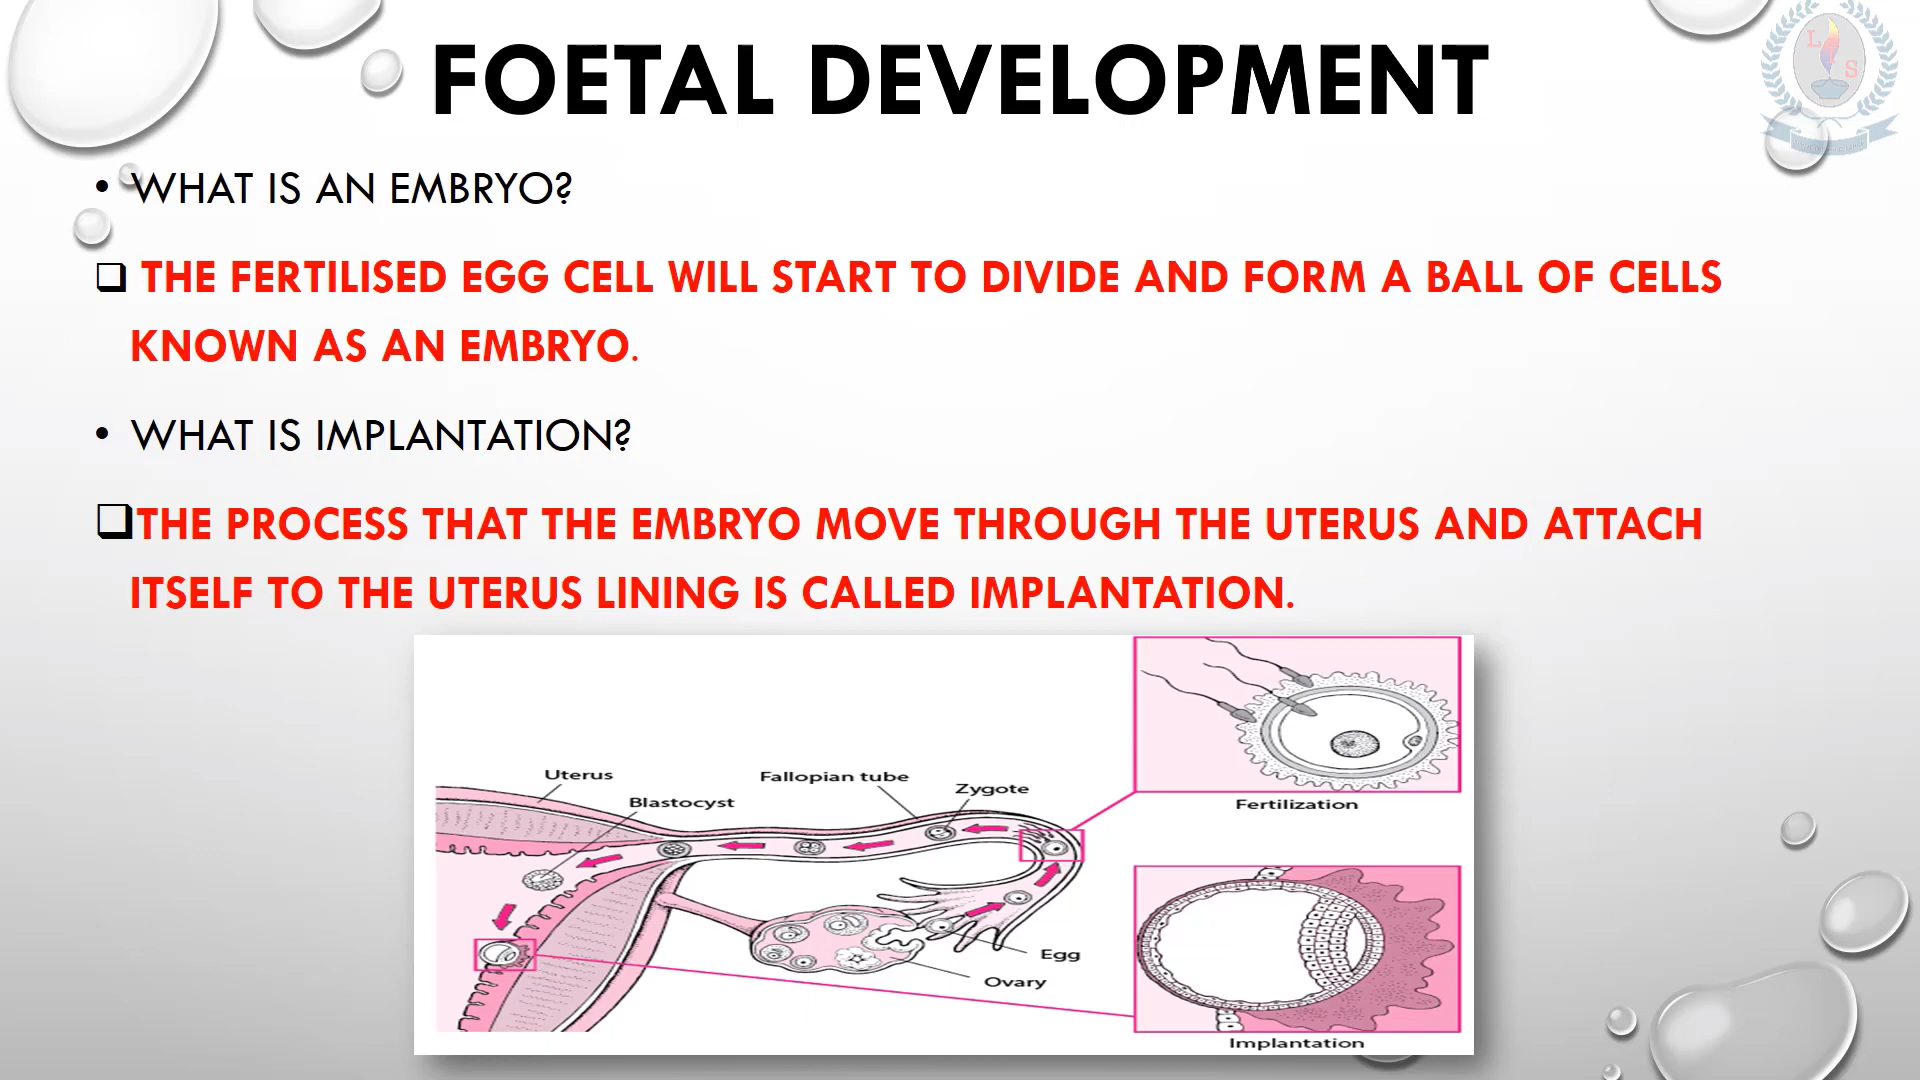 FOETAL DEVELOPMENT
L
S
• WHAT IS AN EMBRYO?
❑ THE FERTILISED EGG CELL WILL START TO DIVIDE AND FORM A BALL OF CELLS
KNOWN AS AN EMBRYO.
• WHAT IS IMPLANTATION?
❑THE PROCESS THAT THE EMBRYO MOVE THROUGH THE UTERUS AND ATTACH
ITSELF TO THE UTERUS LINING IS CALLED IMPLANTATION.
Uterus
Fallopian tube
Zygote
Blastocyst
Fertilization
Egg
Ovary
Implantation